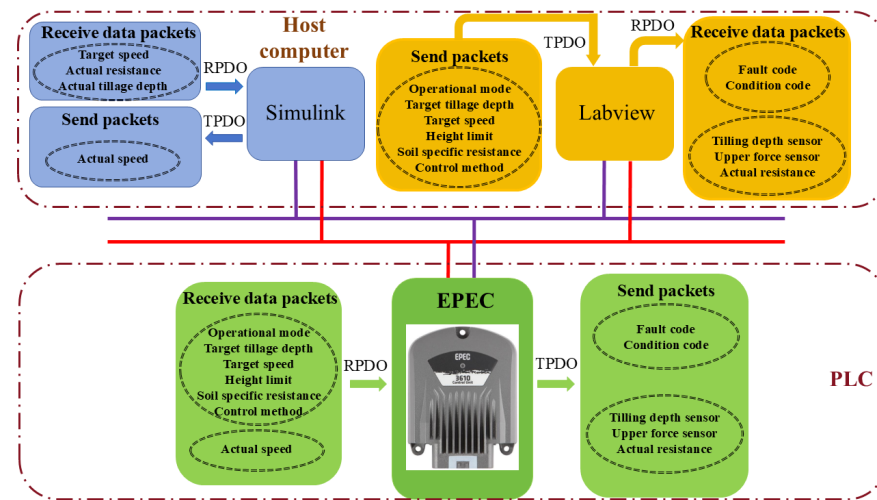 Receive data packets
Target speed
Actual resistance
Actual tillage depth
RPDO
Send packets
Actual speed
TPDO
Host
computer
Simulink
Send packets
Operational mode
Target tillage depth
Target speed
Height limit
Soil specific resistance
Control method
TPDO
Labview
RPDO
Receive data packets
Fault code
Condition code
Tilling depth sensor
Upper force sensor
Actual resistance
Receive data packets
Operational mode
Target tillage depth
Target speed
Height limit
Soil specific resistance
Control method
Actual speed
RPDO
EPEC
EPEC
3610
TPDO
Send packets
Fault code
Condition code
Tilling depth sensor
Upper force sensor
Actual resistance
PLC